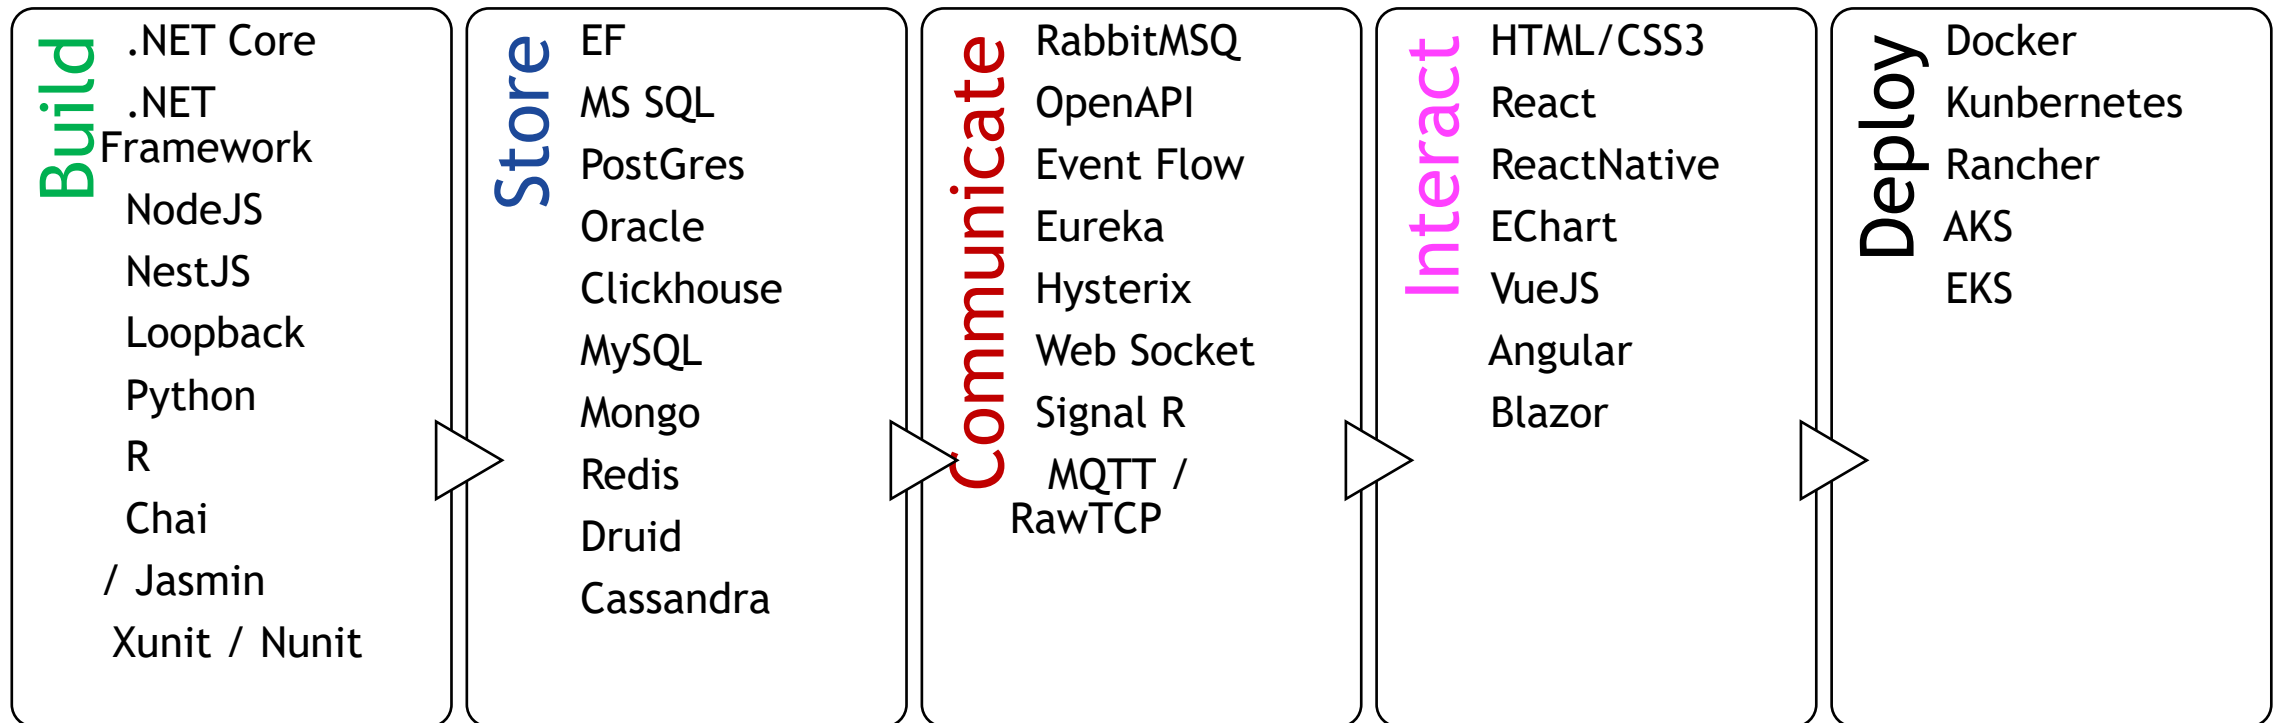 Build
.NET Core
.NET
Framework
NodeJS
NestJS
Loopback
Python
R
Chai
/ Jasmin
Xunit / Nunit
Store
EF
MS SQL
PostGres
Oracle
Clickhouse
MySQL
Mongo
Redis
Druid
Cassandra
Communicate
RabbitMSQ
OpenAPI
Event Flow
Eureka
Hysterix
Web Socket
Signal R
MQTT /
RawTCP
Interact
HTML/CSS3
React
ReactNative
EChart
VueJS
Angular
Blazor
Deploy
Docker
Kunbernetes
Rancher
AKS
EKS